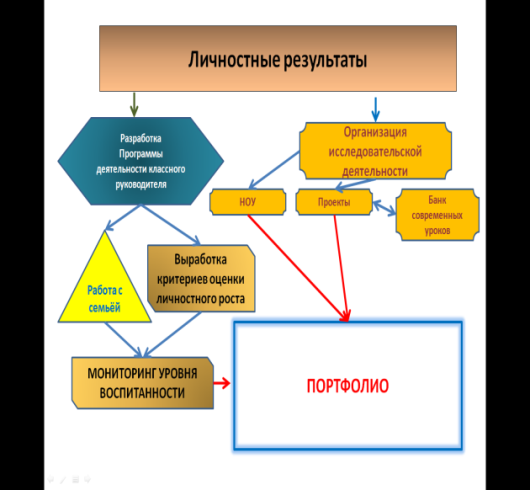 Личностные результаты
Разработка
Программы
деятельности классного
руководителя
Организация
исследовательской
деятельности
НОУ
Проекты
Банк
современных
уроков
Работа с
семьёй
Выработка
критериев оценки
личностного роста
МОНИТОРИНГ УРОВНЯ
ВОСПИТАННОСТИ
ПОРТФОЛИО